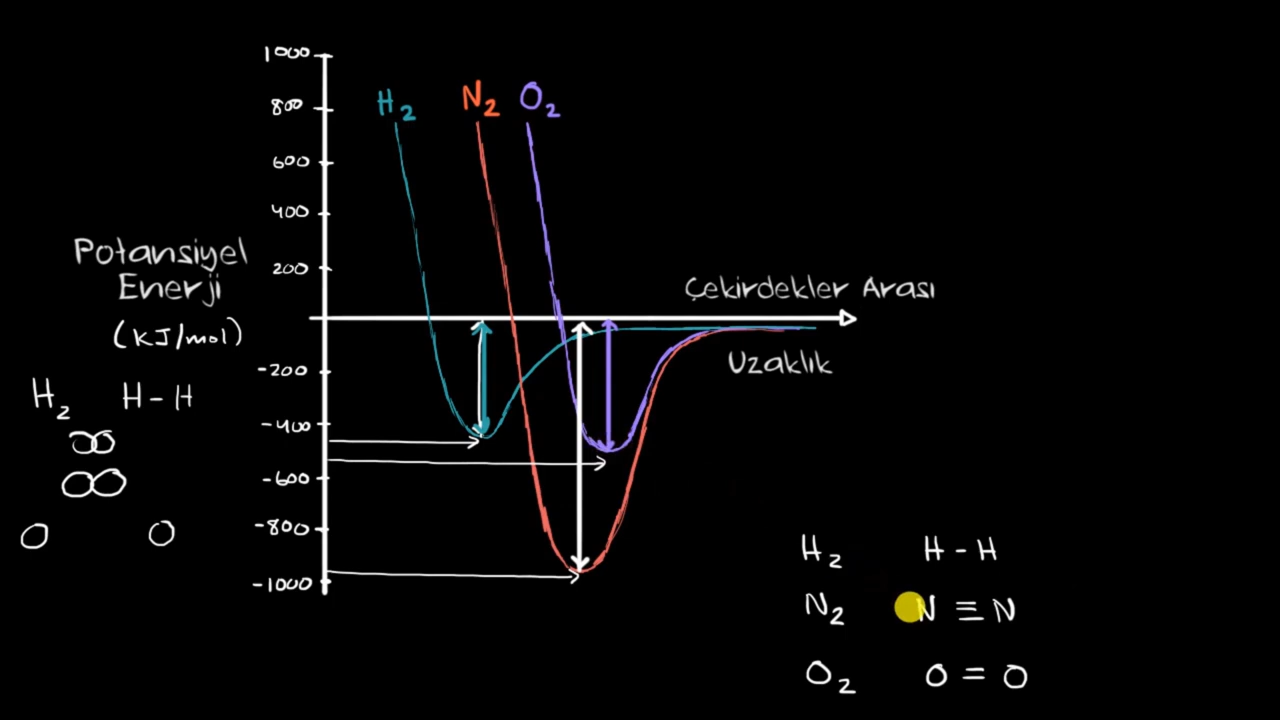 1000
800
600
400
200
-200
-400
-600
-800
-1000
H₂
N₂
O₂
Potansiyel
Enerji
(kJ/mol)
Çekirdekler Arası
Uzaklık
H₂ H-H
H₂ H-H
N₂ N≡N
O₂ O=O